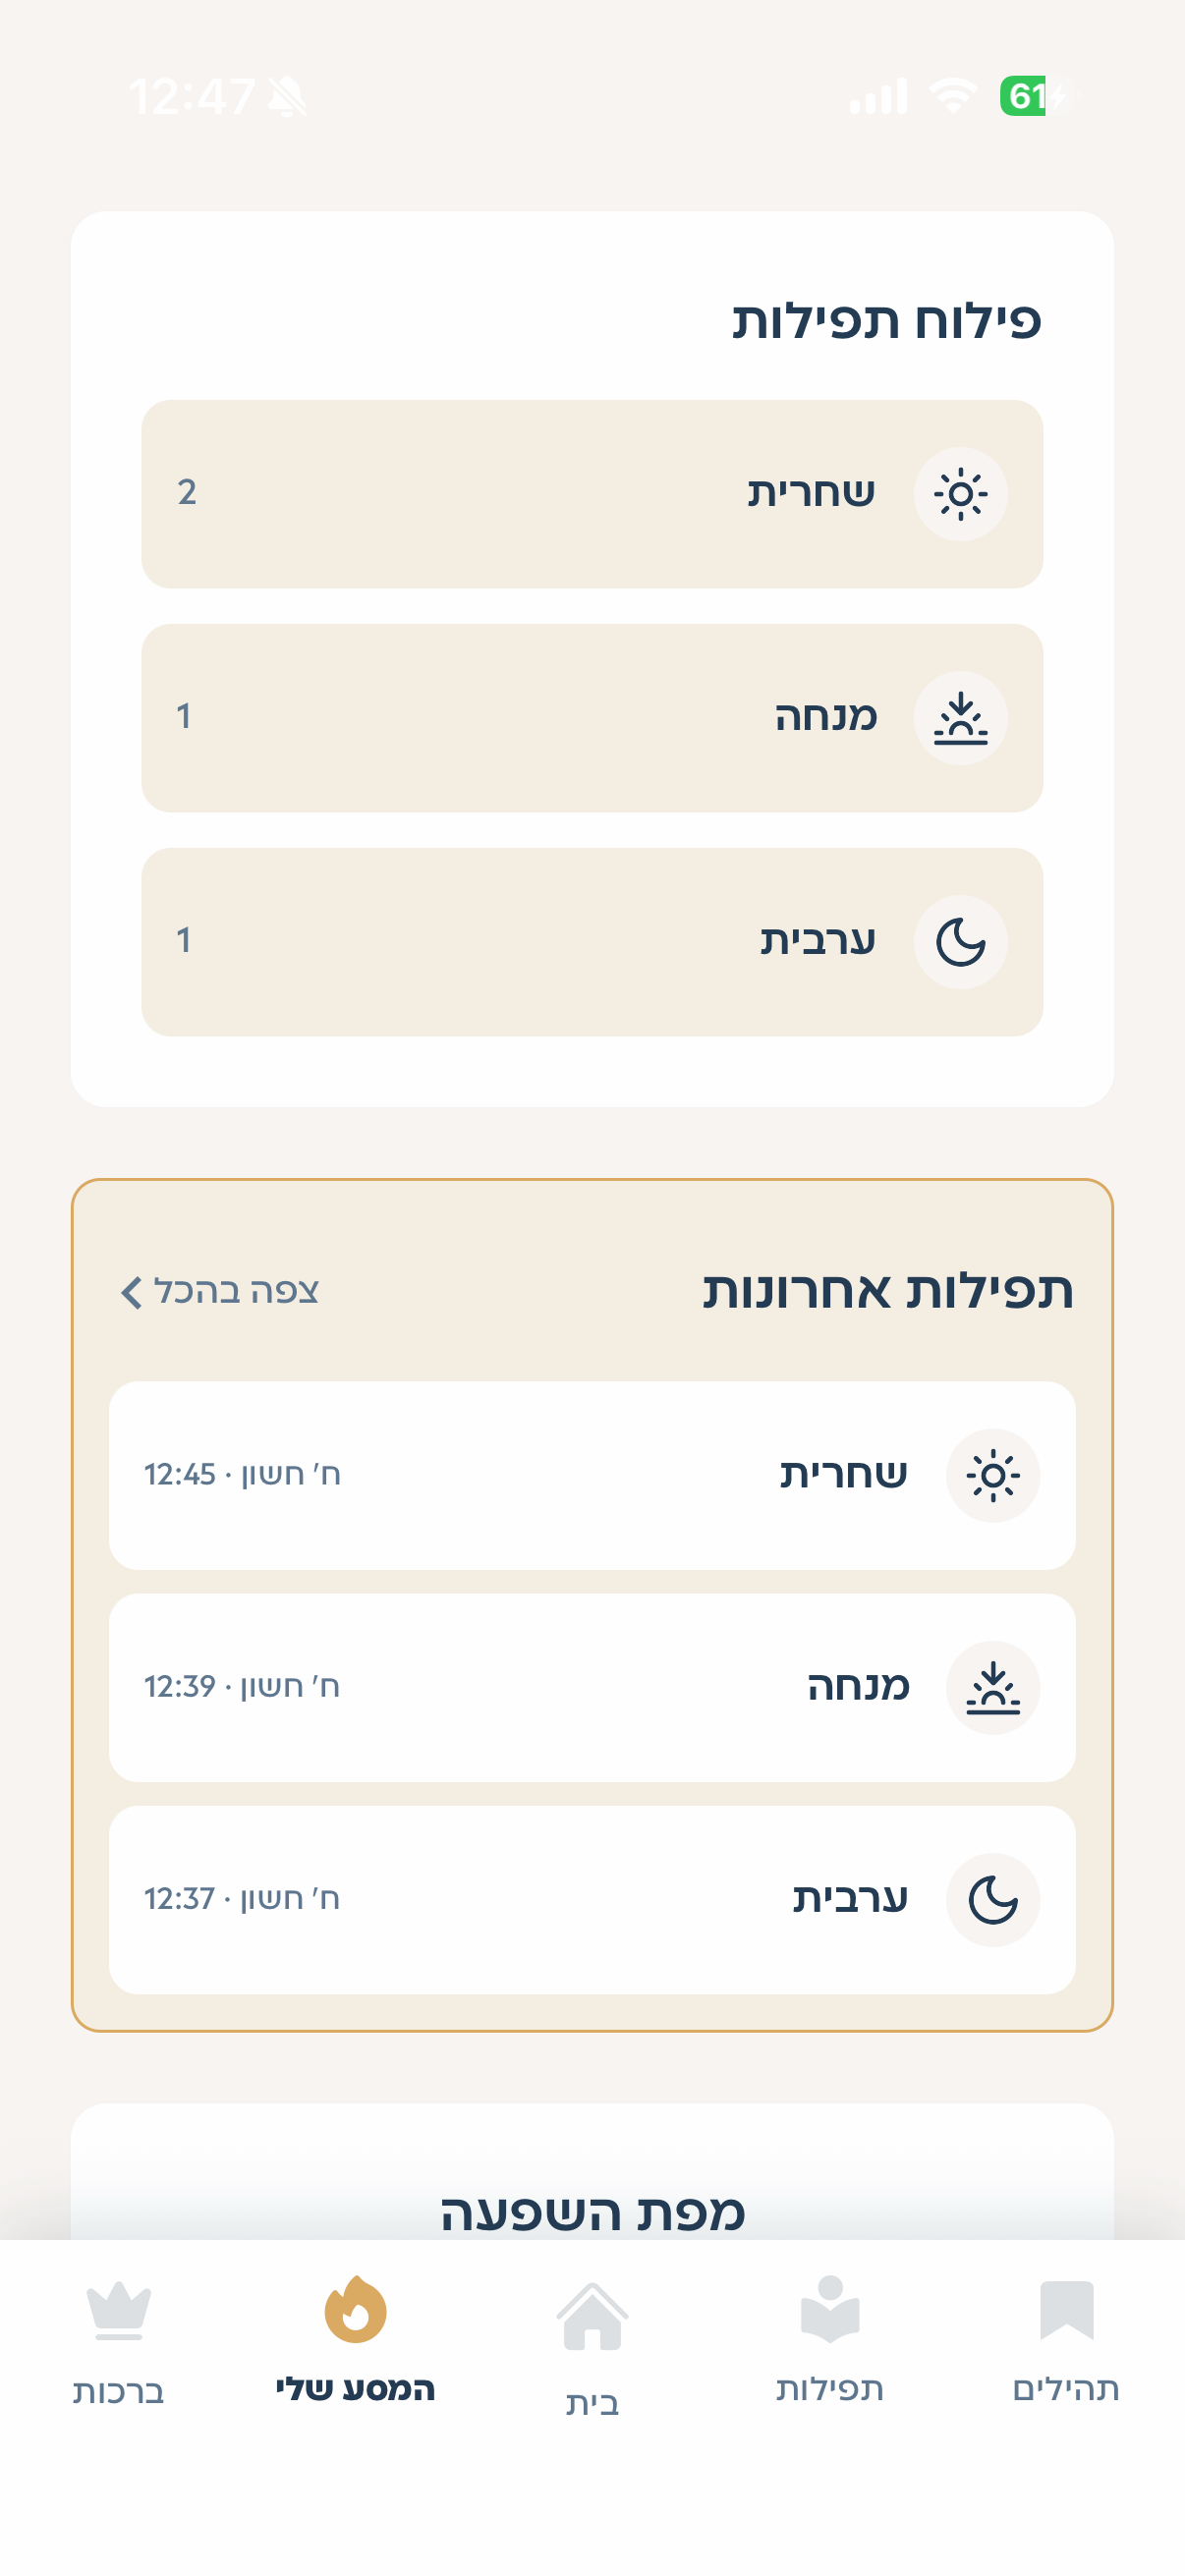 12:47
61
פילוח תפילות
שחרית 2
מנחה 1
ערבית 1
תפילות אחרונות צפה בהכל
שחרית ח' חשון · 12:45
מנחה ח' חשון · 12:39
ערבית ח' חשון · 12:37
מפת השפעה
תהילים תפילות בית המסע שלי ברכות